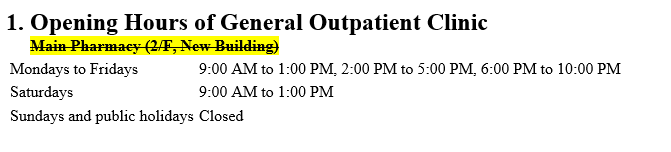 1. Opening Hours of General Outpatient Clinic
Main Pharmacy (2/F, New Building)
Mondays to Fridays 9:00 AM to 1:00 PM, 2:00 PM to 5:00 PM, 6:00 PM to 10:00 PM
Saturdays 9:00 AM to 1:00 PM
Sundays and public holidays Closed